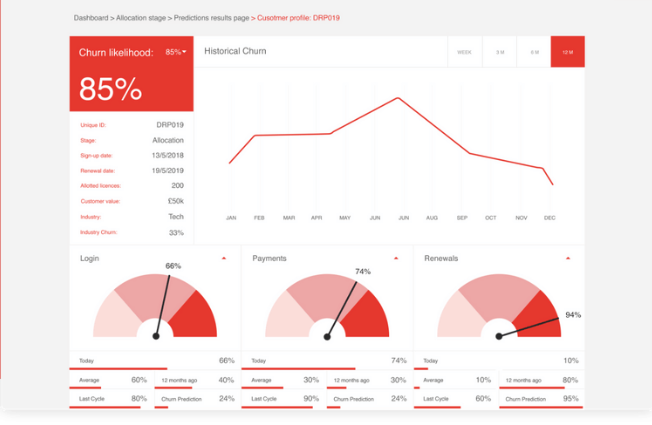 Dashboard > Allocation stage > Predictions results page > Cusotmer profile: DRP019
Churn likelihood: 85%
85%
Unique ID: DRP019
Stage: Allocation
Sign-up date: 13/5/2018
Renewal date: 19/5/2019
Allotted licences: 200
Customer value: £50k
Industry: Tech
Industry Churn: 33%
Historical Churn
WEEK 3 M 6 M 12 M
JAN FEB MAR APR MAY JUN JUN AUG SEP OCT NOV DEC
Login
66%
Today 66%
Average 60% 12 months ago 40%
Last Cycle 80% Churn Prediction 24%
Payments
74%
Today 74%
Average 30% 12 months ago 30%
Last Cycle 90% Churn Prediction 24%
Renewals
94%
Today 10%
Average 10% 12 months ago 80%
Last Cycle 60% Churn Prediction 95%